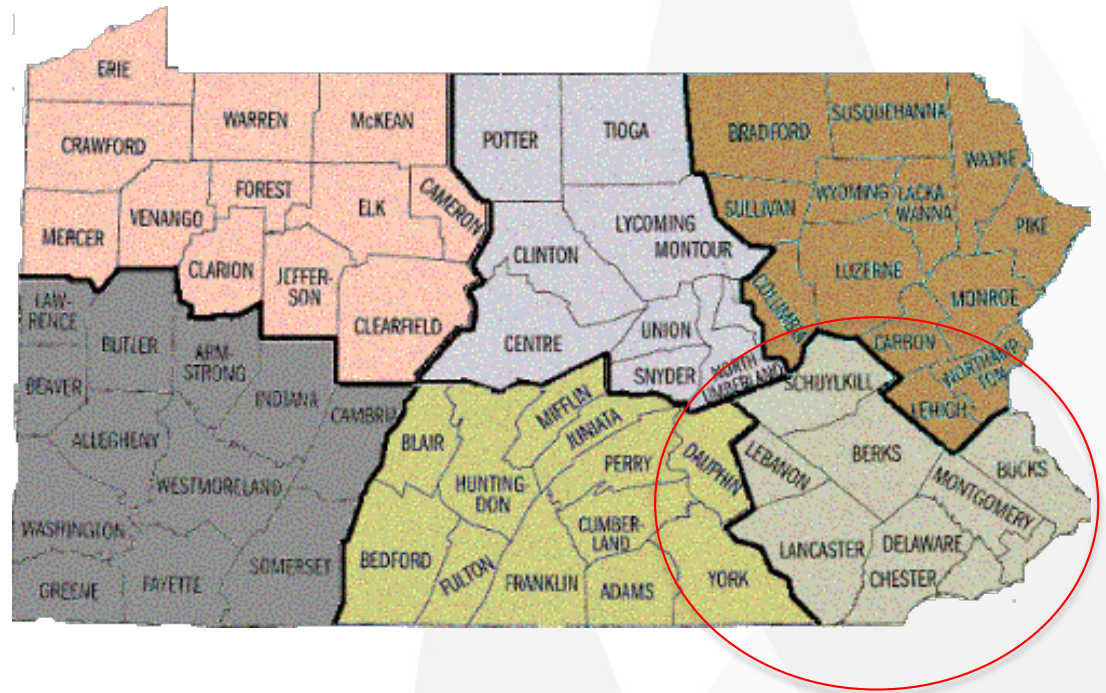 ERIE
WARREN
McKEAN
CRAWFORD
FOREST
ELK
CAMERON
VENANGO
MERCER
CLARION
JEFFER-
SON
CLEARFIELD
POTTER
TIOGA
LYCOMING
MONTOUR
CLINTON
CENTRE
UNION
SNYDER
NORTH
UMBERLAND
BRADFORD
SUSQUEHANNA
WAYNE
SULLIVAN
WYOMING
LACKA-
WANNA
PIKE
LUZERNE
COLUMBIA
MONROE
CARBON
NORTHAMP-
TON
LEHIGH
LAW-
RENCE
BUTLER
ARM-
STRONG
BEAVER
INDIANA
CAMBRIA
ALLEGHENY
WESTMORELAND
WASHINGTON
SOMERSET
GREENE
FAYETTE
BLAIR
MIFFLIN
JUNIATA
HUNTING-
DON
PERRY
DAUPHIN
CUMBER-
LAND
BEDFORD
FULTON
FRANKLIN
ADAMS
YORK
SCHUYLKILL
LEBANON
BERKS
MONTGOMERY
BUCKS
LANCASTER
DELAWARE
CHESTER